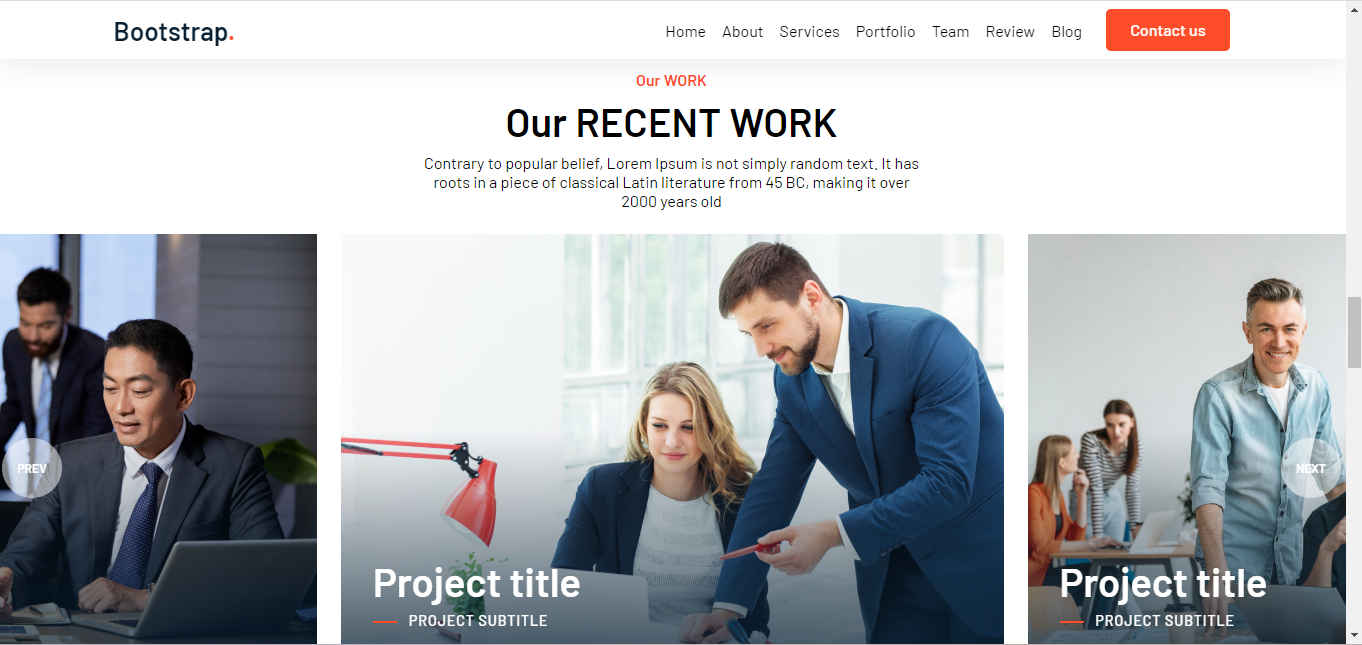 Bootstrap.
Home About Services Portfolio Team Review Blog Contact us
Our WORK
Our RECENT WORK
Contrary to popular belief, Lorem Ipsum is not simply random text. It has
roots in a piece of classical Latin literature from 45 BC, making it over
2000 years old
PREV
NEXT
Project title
PROJECT SUBTITLE
Project title
PROJECT SUBTITLE